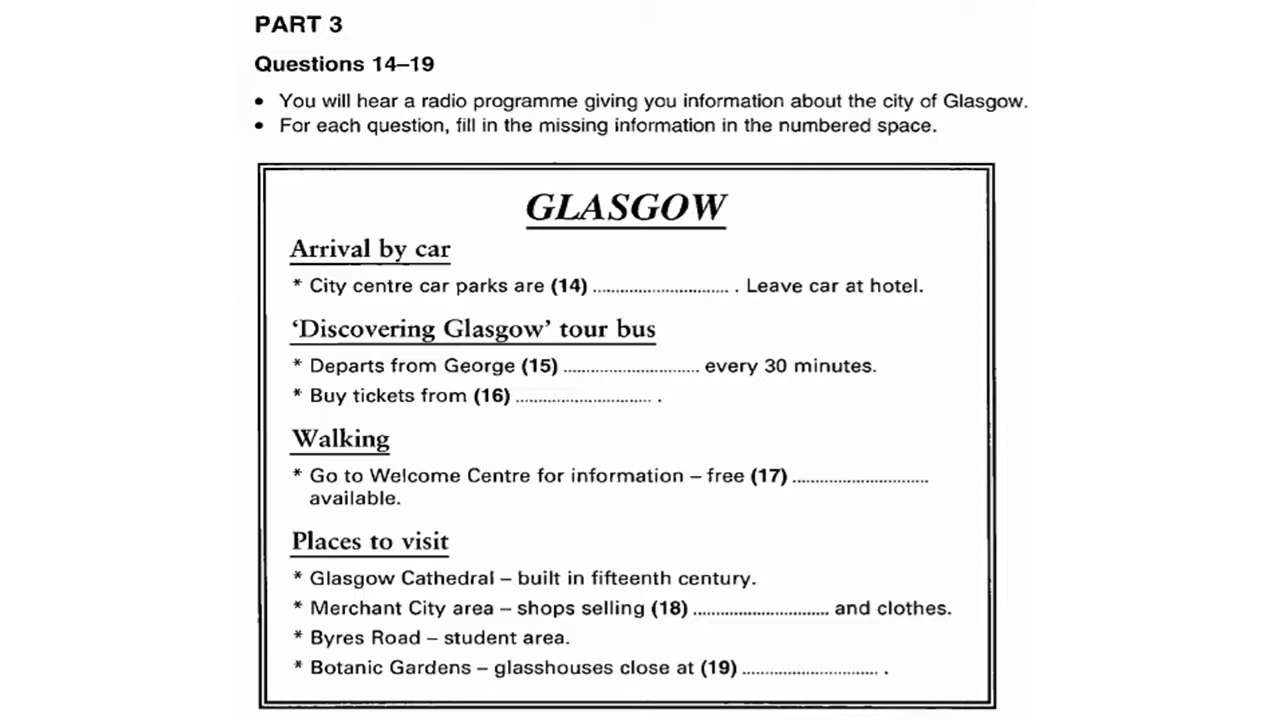 PART 3
Questions 14–19
• You will hear a radio programme giving you information about the city of Glasgow.
• For each question, fill in the missing information in the numbered space.
GLASGOW
Arrival by car
* City centre car parks are (14) .............................. . Leave car at hotel.
‘Discovering Glasgow’ tour bus
* Departs from George (15) .............................. every 30 minutes.
* Buy tickets from (16) .............................. .
Walking
* Go to Welcome Centre for information – free (17) ..............................
available.
Places to visit
* Glasgow Cathedral – built in fifteenth century.
* Merchant City area – shops selling (18) .............................. and clothes.
* Byres Road – student area.
* Botanic Gardens – glasshouses close at (19) .............................. .